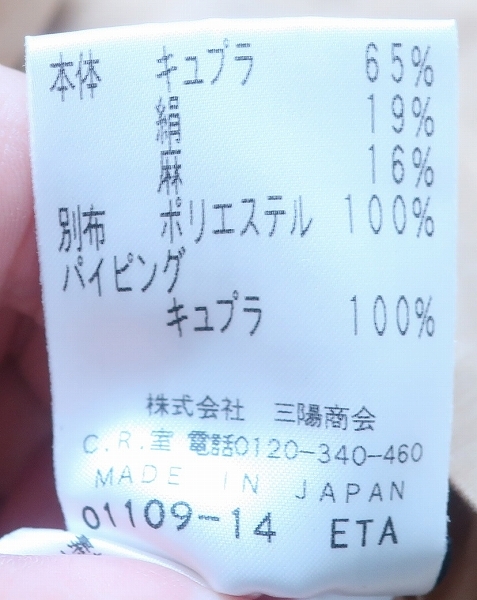 本体 キュプラ 65%
絹 19%
麻 16%
別布 ポリエステル 100%
パイピング
キュプラ 100%
株式会社 三陽商会
C.R.室 電話0120-340-460
MADE IN JAPAN
01109-14 ETA